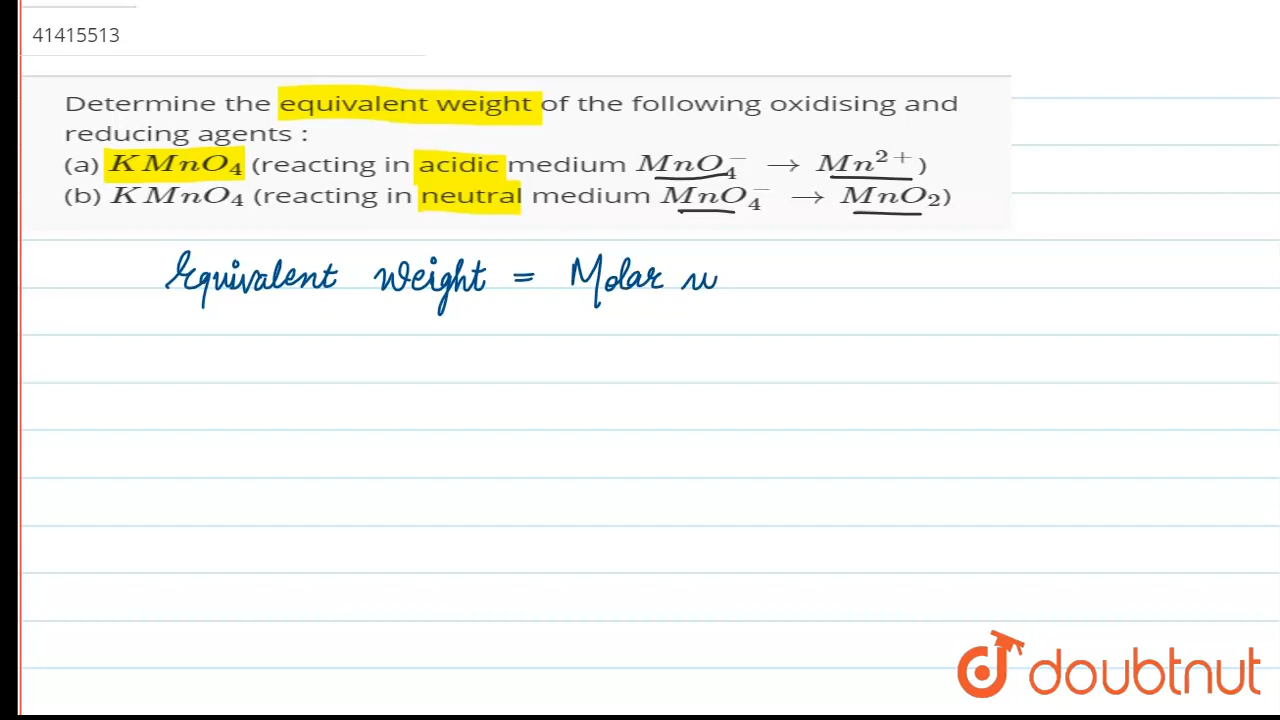 41415513
Determine the equivalent weight of the following oxidising and
reducing agents :
(a) KMnO₄ (reacting in acidic medium MnO₄⁻ → Mn²⁺)
(b) KMnO₄ (reacting in neutral medium MnO₄⁻ → MnO₂)
Equivalent Weight = Molar w
doubtnut